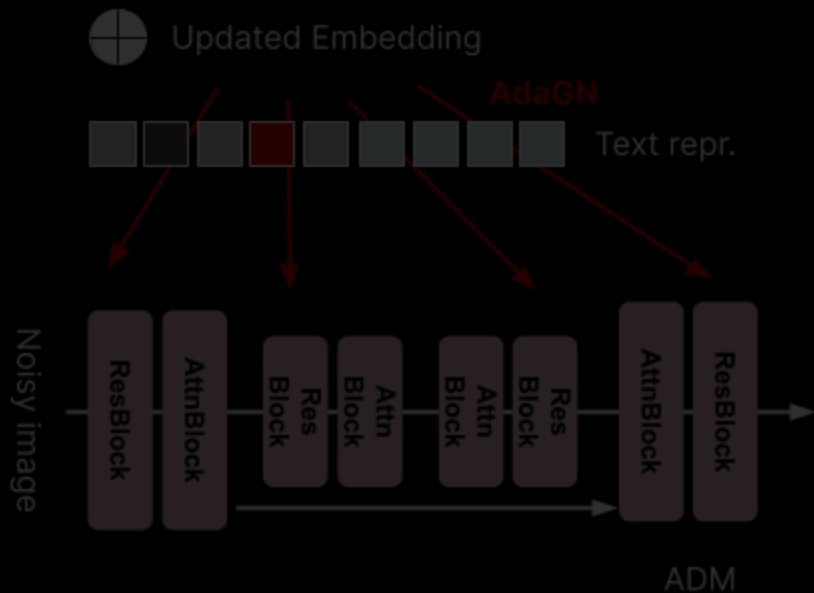 Updated Embedding
AdaGN
Text repr.
Noisy image
ResBlock
AttnBlock
Res
Block
Attn
Block
Attn
Block
Res
Block
AttnBlock
ResBlock
ADM